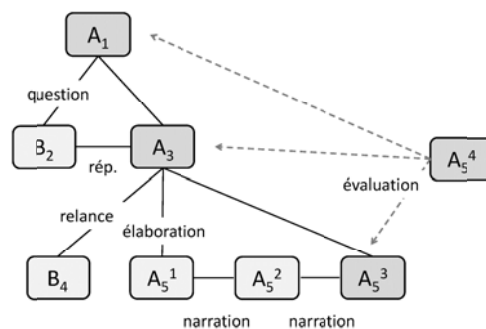 A₁
question
B₂
rép.
A₃
A₅⁴
évaluation
relance
élaboration
B₄
A₅¹
A₅²
A₅³
narration
narration